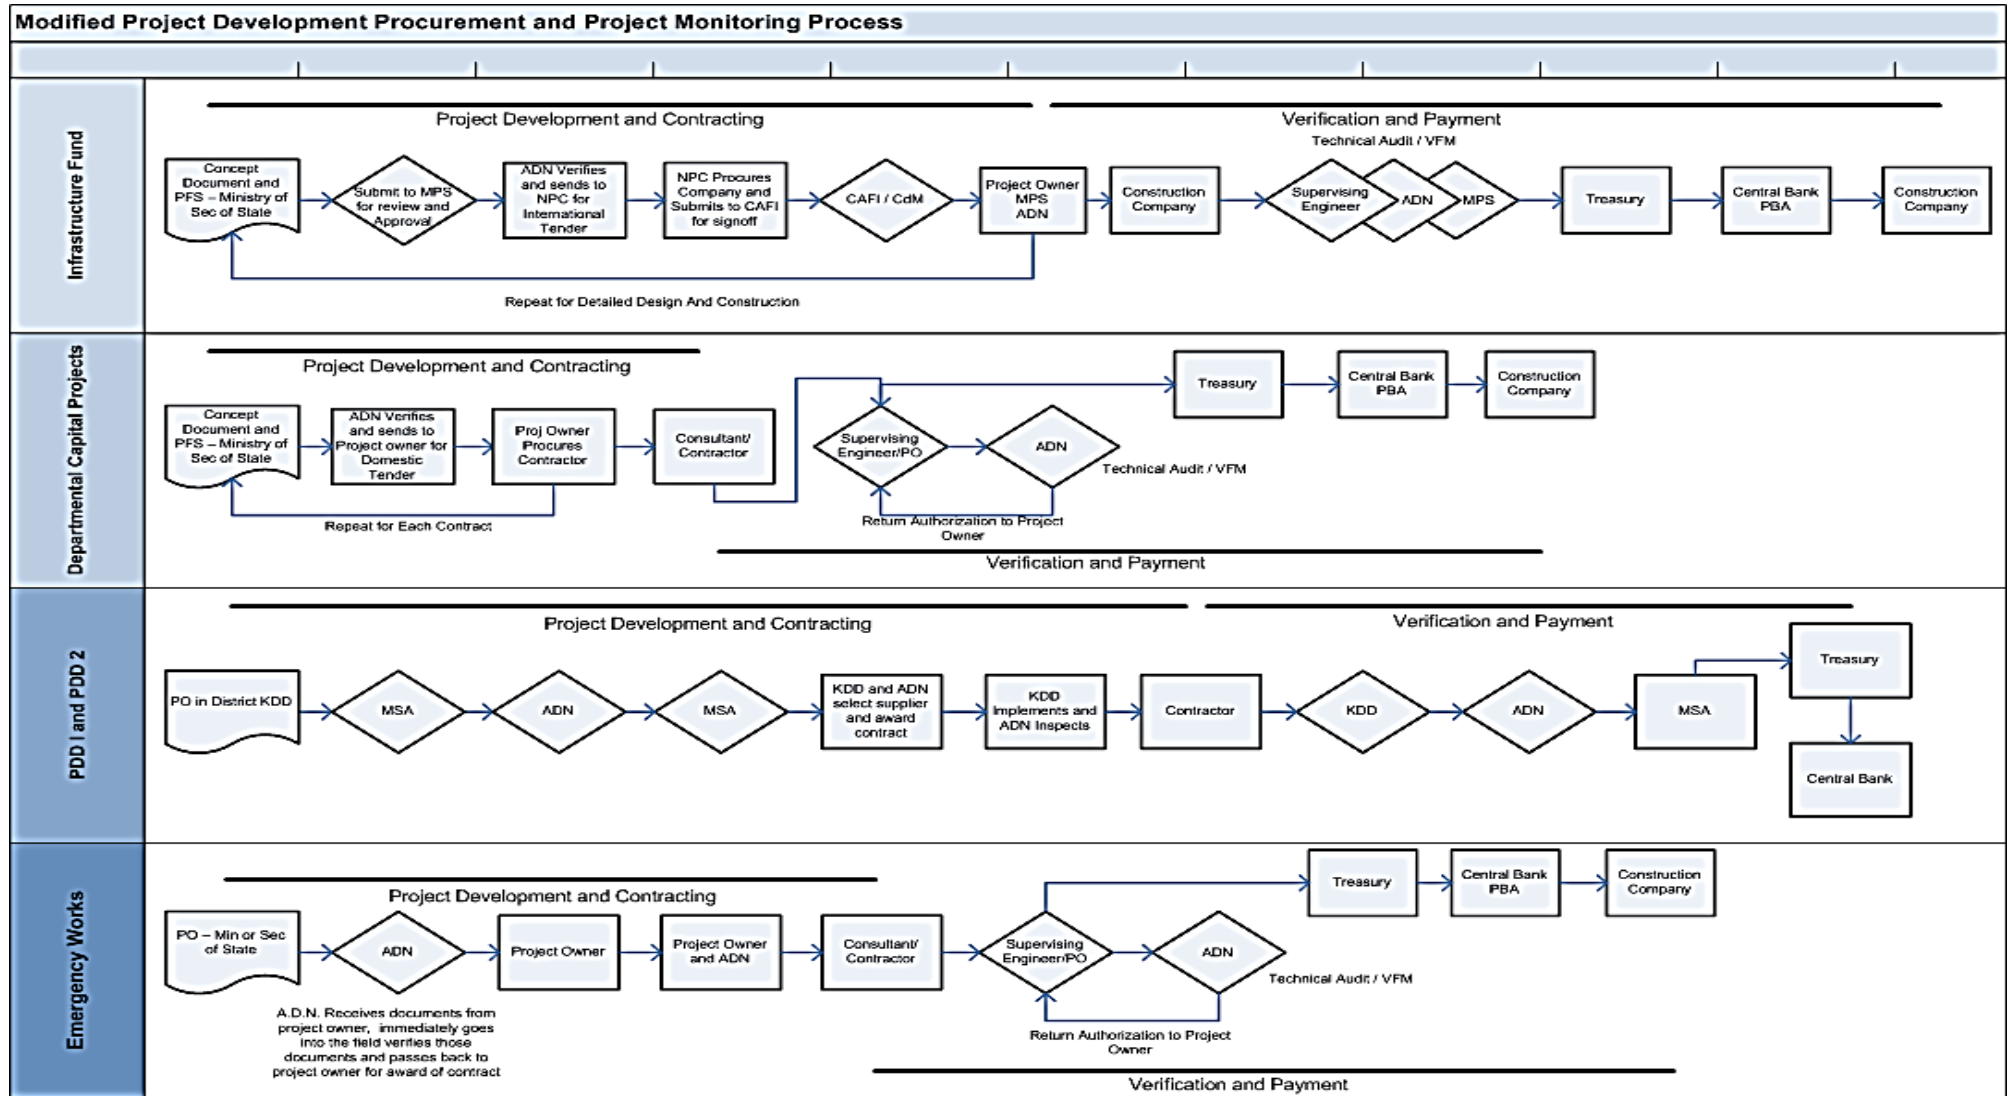 Modified Project Development Procurement and Project Monitoring Process
Infrastructure Fund
Project Development and Contracting
Verification and Payment
Technical Audit / VFM
Concept
Document and
PFS – Ministry of
Sec of State
Submit to MPS
for review and
Approval
ADN Verifies
and sends to
NPC for
International
Tender
NPC Procures
Company and
Submits to CAFI
for signoff
CAFI / CdM
Project Owner
MPS
ADN
Construction
Company
Supervising
Engineer
ADN
MPS
Treasury
Central Bank
PBA
Construction
Company
Repeat for Detailed Design And Construction
Departmental Capital Projects
Project Development and Contracting
Concept
Document and
PFS – Ministry of
Sec of State
ADN Verifies
and sends to
Project owner for
Domestic
Tender
Proj Owner
Procures
Contractor
Consultant/
Contractor
Supervising
Engineer/PO
ADN
Technical Audit / VFM
Treasury
Central Bank
PBA
Construction
Company
Repeat for Each Contract
Return Authorization to Project
Owner
Verification and Payment
PDD I and PDD 2
Project Development and Contracting
Verification and Payment
PO in District KDD
MSA
ADN
MSA
KDD and ADN
select supplier
and award
contract
KDD
Implements and
ADN Inspects
Contractor
KDD
ADN
MSA
Treasury
Central Bank
Emergency Works
Project Development and Contracting
PO – Min or Sec
of State
ADN
Project Owner
Project Owner
and ADN
Consultant/
Contractor
Supervising
Engineer/PO
ADN
Technical Audit / VFM
Treasury
Central Bank
PBA
Construction
Company
A.D.N. Receives documents from
project owner, immediately goes
into the field verifies those
documents and passes back to
project owner for award of contract
Return Authorization to Project
Owner
Verification and Payment